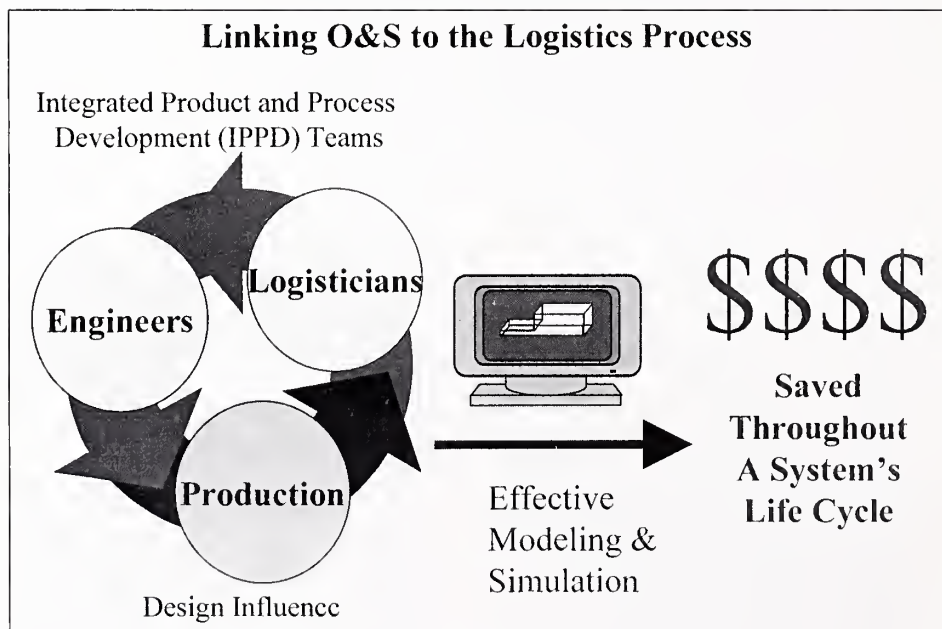 Linking O&S to the Logistics Process
Integrated Product and Process
Development (IPPD) Teams
Logisticians
Engineers
Production
Design Influence
Effective
Modeling &
Simulation
$$$$
Saved
Throughout
A System's
Life Cycle